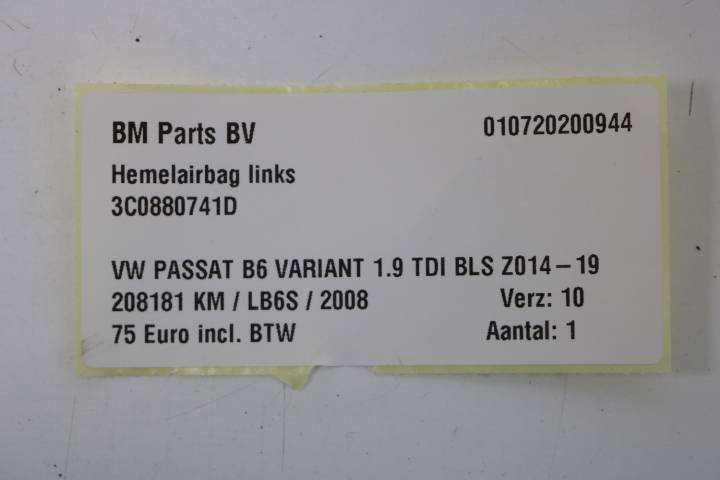 BM Parts BV 010720200944
Hemelairbag links
3C0880741D
VW PASSAT B6 VARIANT 1.9 TDI BLS Z014-19
208181 KM / LB6S / 2008 Verz: 10
75 Euro incl. BTW Aantal: 1